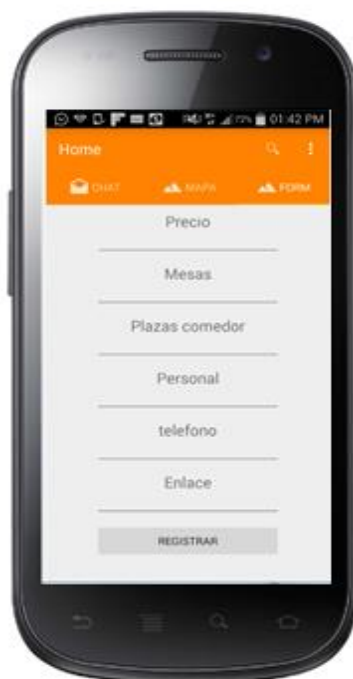 01:42 PM
Home
CHAT MAPA FORM
Precio
Mesas
Plazas comedor
Personal
telefono
Enlace
REGISTRAR